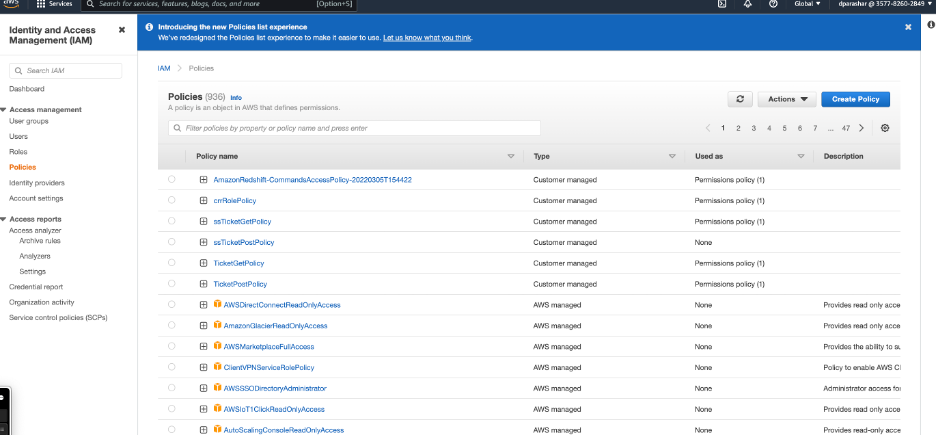 aws
Services
Search for services, features, blogs, docs, and more
[Option+S]
Global
dparashar @ 3577-8260-2849
Identity and Access
Management (IAM)
Search IAM
Dashboard
Access management
User groups
Users
Roles
Policies
Identity providers
Account settings
Access reports
Access analyzer
Archive rules
Analyzers
Settings
Credential report
Organization activity
Service control policies (SCPs)
Introducing the new Policies list experience
We've redesigned the Policies list experience to make it easier to use. Let us know what you think.
IAM > Policies
Policies (936) Info
A policy is an object in AWS that defines permissions.
Actions
Create Policy
Filter policies by property or policy name and press enter
1 2 3 4 5 6 7 ... 47
Policy name Type Used as Description
AmazonRedshift-CommandsAccessPolicy-20220305T154422 Customer managed Permissions policy (1)
crrRolePolicy Customer managed Permissions policy (1)
ssTicketGetPolicy Customer managed Permissions policy (1)
ssTicketPostPolicy Customer managed None
TicketGetPolicy Customer managed Permissions policy (1)
TicketPostPolicy Customer managed Permissions policy (1)
AWSDirectConnectReadOnlyAccess AWS managed None Provides read only acce
AmazonGlacierReadOnlyAccess AWS managed None Provides read only acce
AWSMarketplaceFullAccess AWS managed None Provides the ability to su
ClientVPNServiceRolePolicy AWS managed None Policy to enable AWS Cl
AWSSSODirectoryAdministrator AWS managed None Administrator access for
AWSIoT1ClickReadOnlyAccess AWS managed None Provides read only acce
AutoScalingConsoleReadOnlyAccess AWS managed None Provides read-only acce